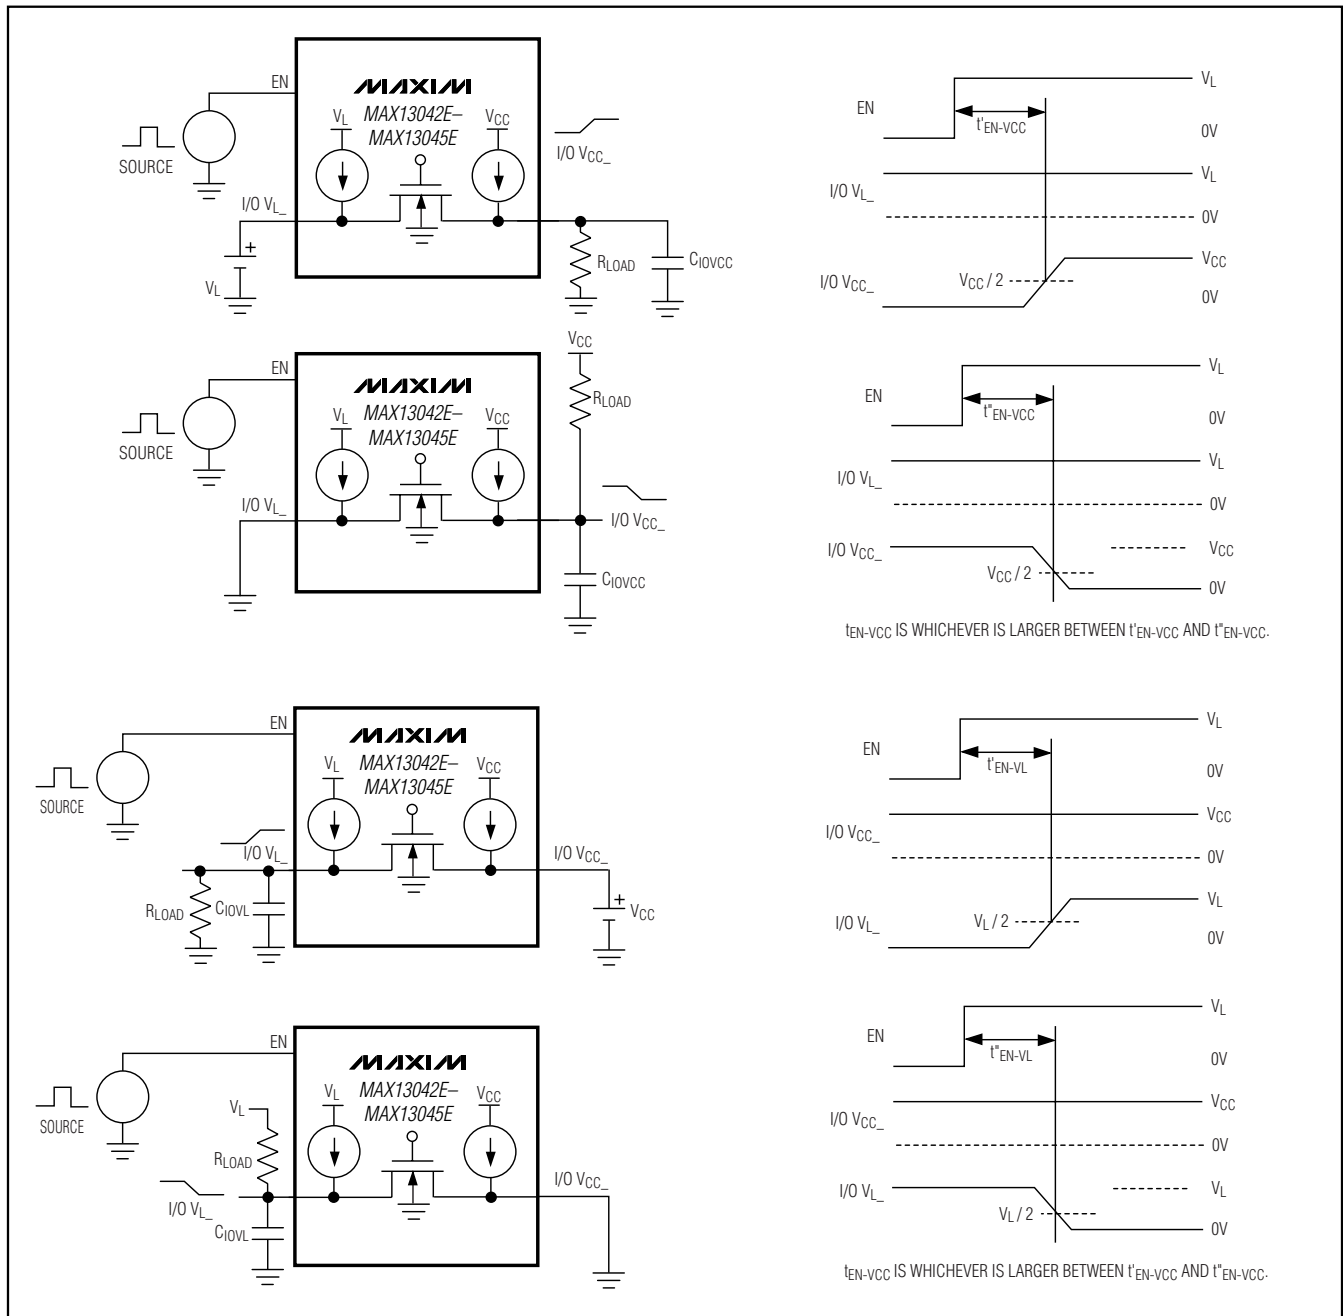 EN
MAXIM
MAX13042E–
MAX13045E
VL
VCC
I/O VCC_
SOURCE
I/O VL_
VL
+
RLOAD
CIOVCC
EN
t'EN-VCC
VL
0V
I/O VL_
VL
0V
I/O VCC_
VCC / 2
VCC
0V
EN
MAXIM
MAX13042E–
MAX13045E
VL
VCC
VCC
RLOAD
SOURCE
I/O VL_
I/O VCC_
CIOVCC
EN
t"EN-VCC
VL
0V
I/O VL_
VL
0V
I/O VCC_
VCC / 2
VCC
0V
tEN-VCC IS WHICHEVER IS LARGER BETWEEN t'EN-VCC AND t"EN-VCC.
EN
MAXIM
MAX13042E–
MAX13045E
VL
VCC
SOURCE
I/O VL_
I/O VCC_
RLOAD
CIOVL
+
VCC
EN
t'EN-VL
VL
0V
I/O VCC_
VCC
0V
I/O VL_
VL / 2
VL
0V
EN
MAXIM
MAX13042E–
MAX13045E
VL
VCC
SOURCE
VL
RLOAD
I/O VL_
CIOVL
I/O VCC_
EN
t"EN-VL
VL
0V
I/O VCC_
VCC
0V
I/O VL_
VL / 2
VL
0V
tEN-VCC IS WHICHEVER IS LARGER BETWEEN t'EN-VCC AND t"EN-VCC.